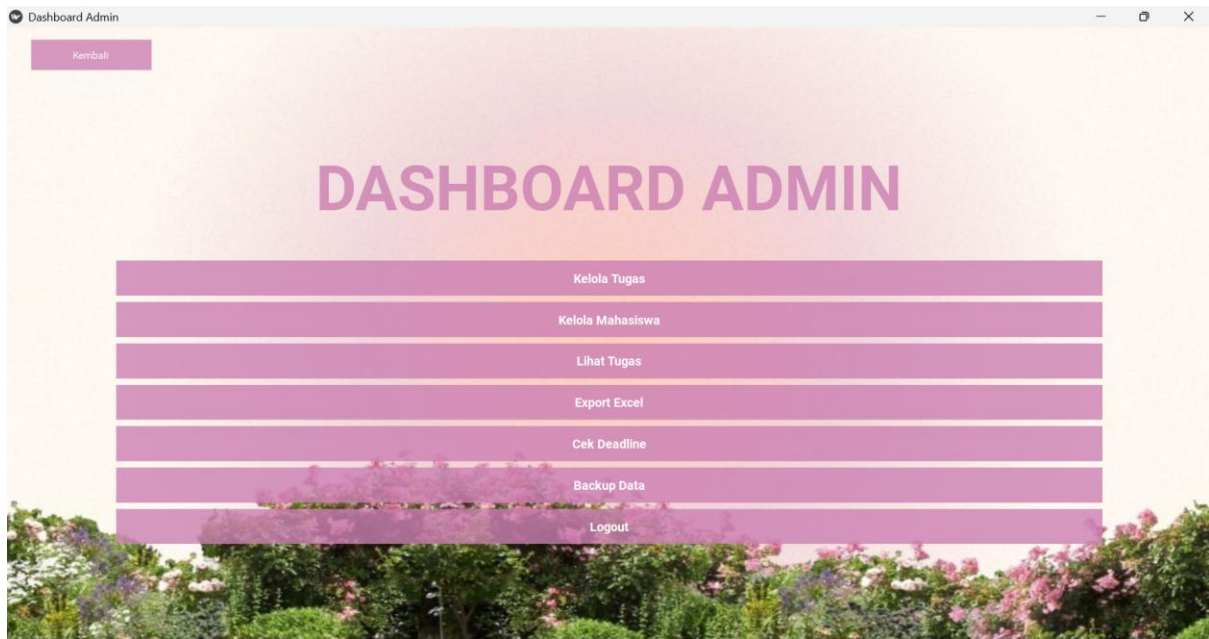 Dashboard Admin
Kembali
DASHBOARD ADMIN
Kelola Tugas
Kelola Mahasiswa
Lihat Tugas
Export Excel
Cek Deadline
Backup Data
Logout